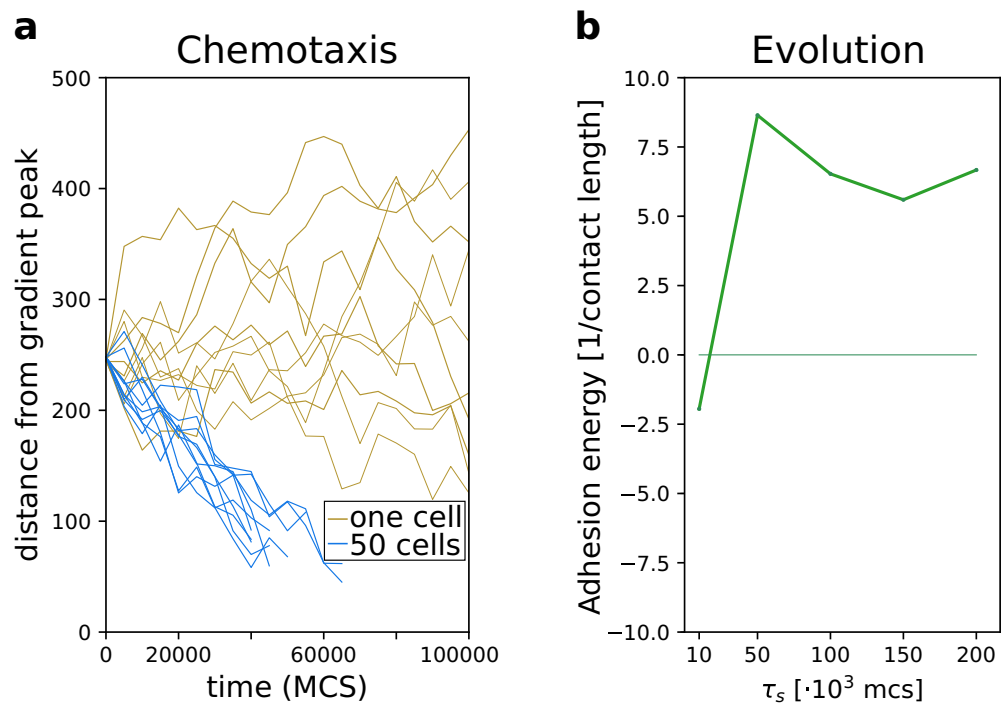 a
Chemotaxis
500
400
300
200
100
0
distance from gradient peak
0 20000 60000 100000
time (MCS)
one cell
50 cells
b
Evolution
10.0
7.5
5.0
2.5
0.0
−2.5
−5.0
−7.5
−10.0
Adhesion energy [1/contact length]
10 50 100 150 200
τₛ [·10³ mcs]